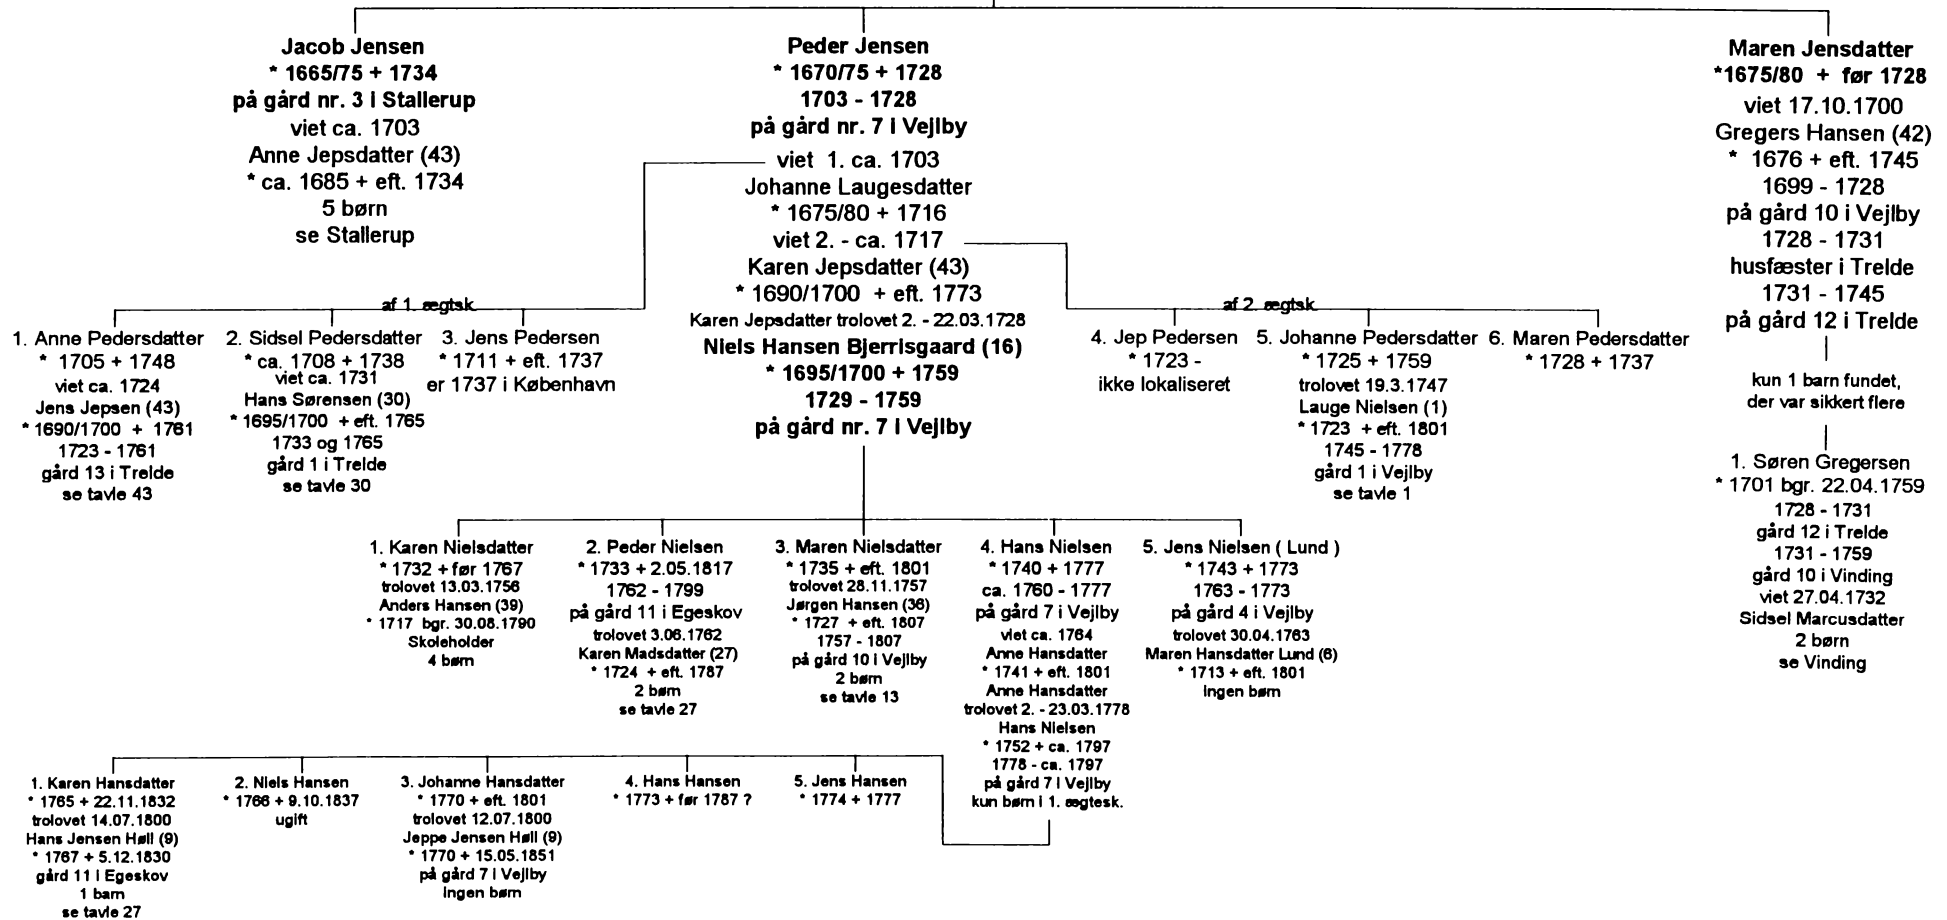 Jacob Jensen
* 1665/75 + 1734
på gård nr. 3 i Stallerup
viet ca. 1703
Anne Jepsdatter (43)
* ca. 1685 + eft. 1734
5 børn
se Stallerup
Peder Jensen
* 1670/75 + 1728
1703 - 1728
på gård nr. 7 i Vejlby
viet 1. ca. 1703
Johanne Laugesdatter
* 1675/80 + 1716
viet 2. - ca. 1717
Karen Jepsdatter (43)
* 1690/1700 + eft. 1773
Karen Jepsdatter trolovet 2. - 22.03.1728
Niels Hansen Bjerrisgaard (16)
* 1695/1700 + 1759
1729 - 1759
på gård nr. 7 i Vejlby
Maren Jensdatter
*1675/80 + før 1728
viet 17.10.1700
Gregers Hansen (42)
* 1676 + eft. 1745
1699 - 1728
på gård 10 i Vejlby
1728 - 1731
husfæster i Trelde
1731 - 1745
på gård 12 i Trelde
kun 1 barn fundet,
der var sikkert flere
1. Søren Gregersen
* 1701 bgr. 22.04.1759
1728 - 1731
gård 12 i Trelde
1731 - 1759
gård 10 i Vinding
viet 27.04.1732
Sidsel Marcusdatter
2 børn
se Vinding
af 1. ægtsk.
1. Anne Pedersdatter
* 1705 + 1748
viet ca. 1724
Jens Jepsen (43)
* 1690/1700 + 1761
1723 - 1761
gård 13 i Trelde
se tavle 43
2. Sidsel Pedersdatter
* ca. 1708 + 1738
viet ca. 1731
Hans Sørensen (30)
* 1695/1700 + eft. 1765
1733 og 1765
gård 1 i Trelde
se tavle 30
3. Jens Pedersen
* 1711 + eft. 1737
er 1737 i København
af 2. ægtsk.
4. Jep Pedersen
* 1723 -
ikke lokaliseret
5. Johanne Pedersdatter
* 1725 + 1759
trolovet 19.3.1747
Lauge Nielsen (1)
* 1723 + eft. 1801
1745 - 1778
gård 1 i Vejlby
se tavle 1
6. Maren Pedersdatter
* 1728 + 1737
1. Karen Nielsdatter
* 1732 + før 1767
trolovet 13.03.1756
Anders Hansen (39)
* 1717 bgr. 30.08.1790
Skoleholder
4 børn
2. Peder Nielsen
* 1733 + 2.05.1817
1762 - 1799
på gård 11 i Egeskov
trolovet 3.06.1762
Karen Madsdatter (27)
* 1724 + eft. 1787
2 børn
se tavle 27
3. Maren Nielsdatter
* 1735 + eft. 1801
trolovet 28.11.1757
Jørgen Hansen (36)
* 1727 + eft. 1807
1757 - 1807
på gård 10 i Vejlby
2 børn
se tavle 13
4. Hans Nielsen
* 1740 + 1777
ca. 1760 - 1777
på gård 7 i Vejlby
viet ca. 1764
Anne Hansdatter
* 1741 + eft. 1801
Anne Hansdatter
trolovet 2. - 23.03.1778
Hans Nielsen
* 1752 + ca. 1797
1778 - ca. 1797
på gård 7 i Vejlby
kun børn i 1. ægtesk.
5. Jens Nielsen ( Lund )
* 1743 + 1773
1763 - 1773
på gård 4 i Vejlby
trolovet 30.04.1763
Maren Hansdatter Lund (6)
* 1713 + eft. 1801
Ingen børn
1. Karen Hansdatter
* 1765 + 22.11.1832
trolovet 14.07.1800
Hans Jensen Høll (9)
* 1767 + 5.12.1830
gård 11 i Egeskov
1 barn
se tavle 27
2. Niels Hansen
* 1766 + 9.10.1837
ugift
3. Johanne Hansdatter
* 1770 + eft. 1801
trolovet 12.07.1800
Jeppe Jensen Høll (9)
* 1770 + 15.05.1851
på gård 7 i Vejlby
Ingen børn
4. Hans Hansen
* 1773 + før 1787 ?
5. Jens Hansen
* 1774 + 1777